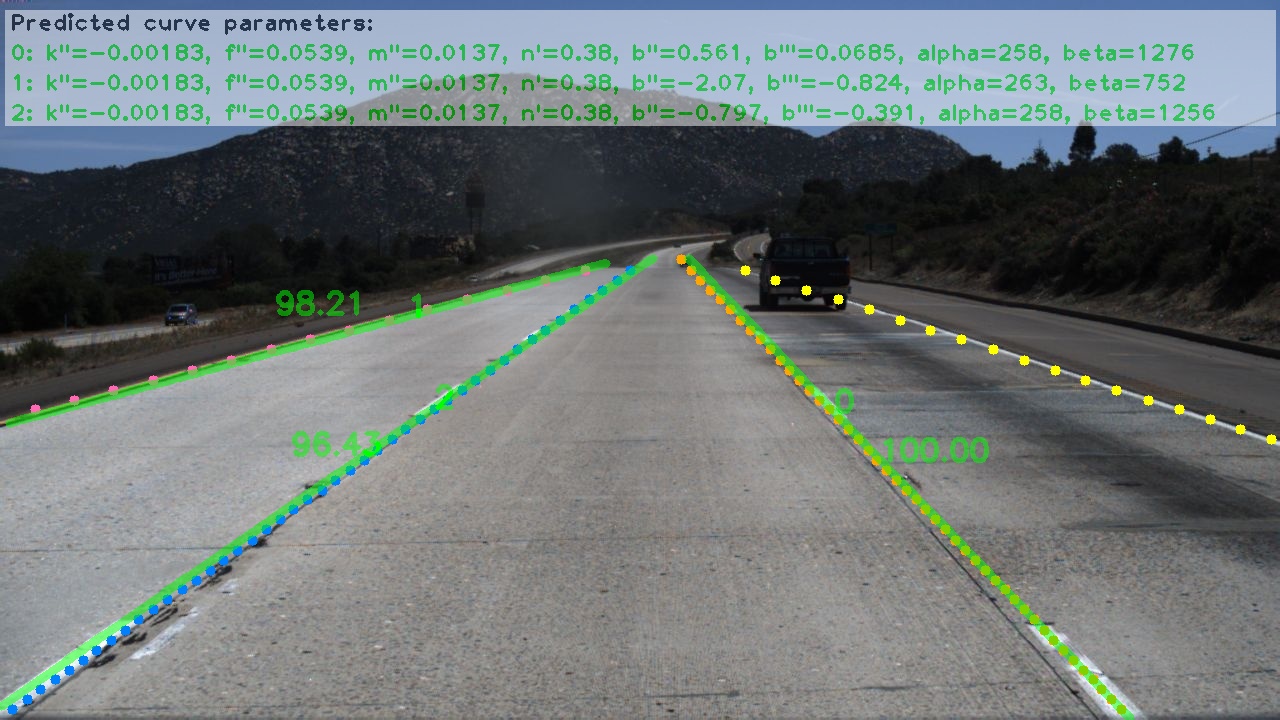 Predicted curve parameters:
0: k''=-0.00183, f''=0.0539, m''=0.0137, n'=0.38, b''=0.561, b'''=0.0685, alpha=258, beta=1276
1: k''=-0.00183, f''=0.0539, m''=0.0137, n'=0.38, b''=-2.07, b'''=-0.824, alpha=263, beta=752
2: k''=-0.00183, f''=0.0539, m''=0.0137, n'=0.38, b''=-0.797, b'''=-0.391, alpha=258, beta=1256
It's Better Here
98.21 1
2
0
96.43
100.00